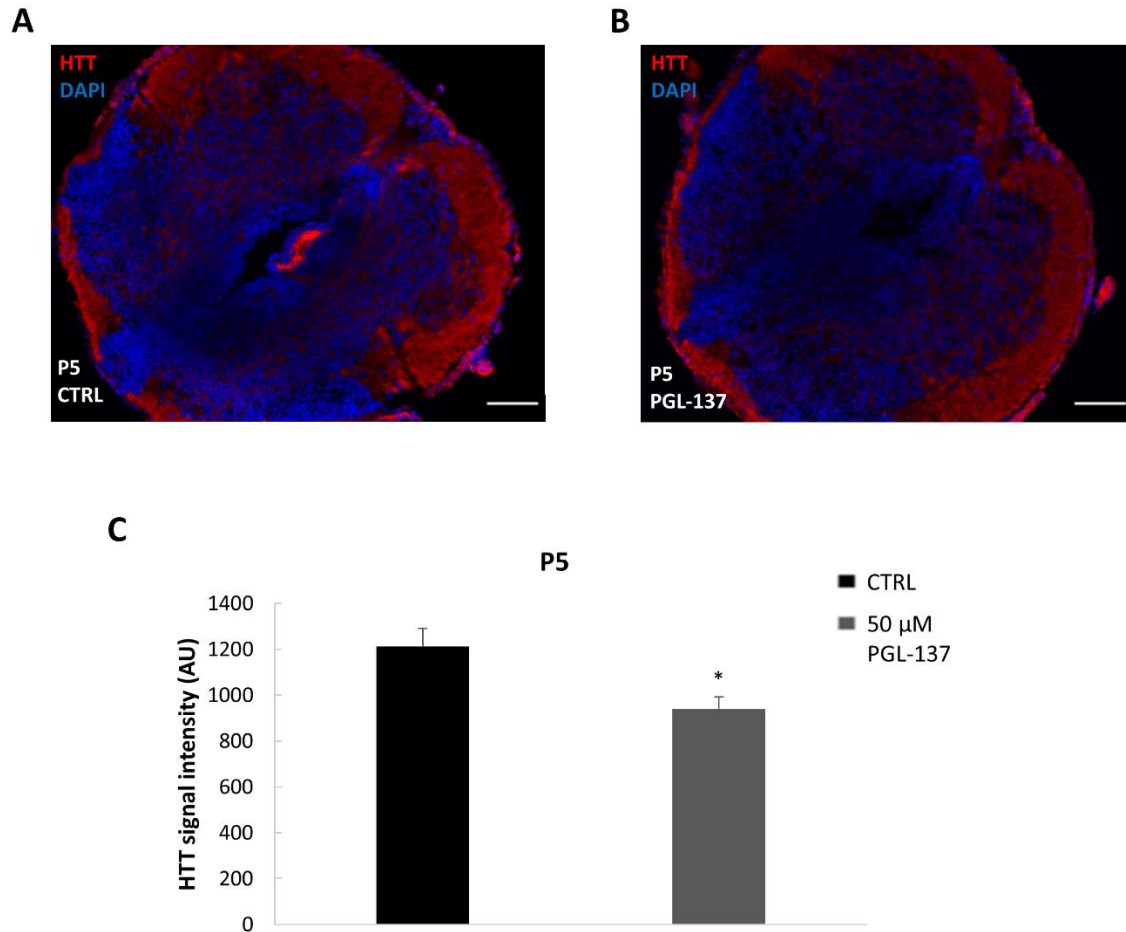 A
HTT
DAPI
P5
CTRL
B
HTT
DAPI
P5
PGL-137
C
P5
CTRL
50 µM
PGL-137
HTT signal intensity (AU)
1400
1200
1000
800
600
400
200
0
*